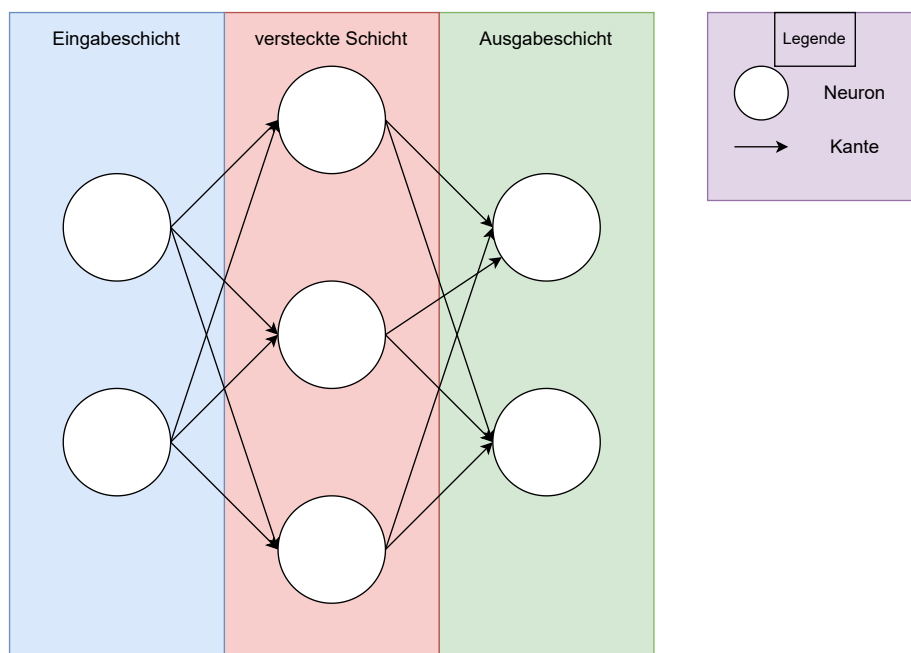 Eingabeschicht
versteckte Schicht
Ausgabeschicht
Legende
Neuron
Kante